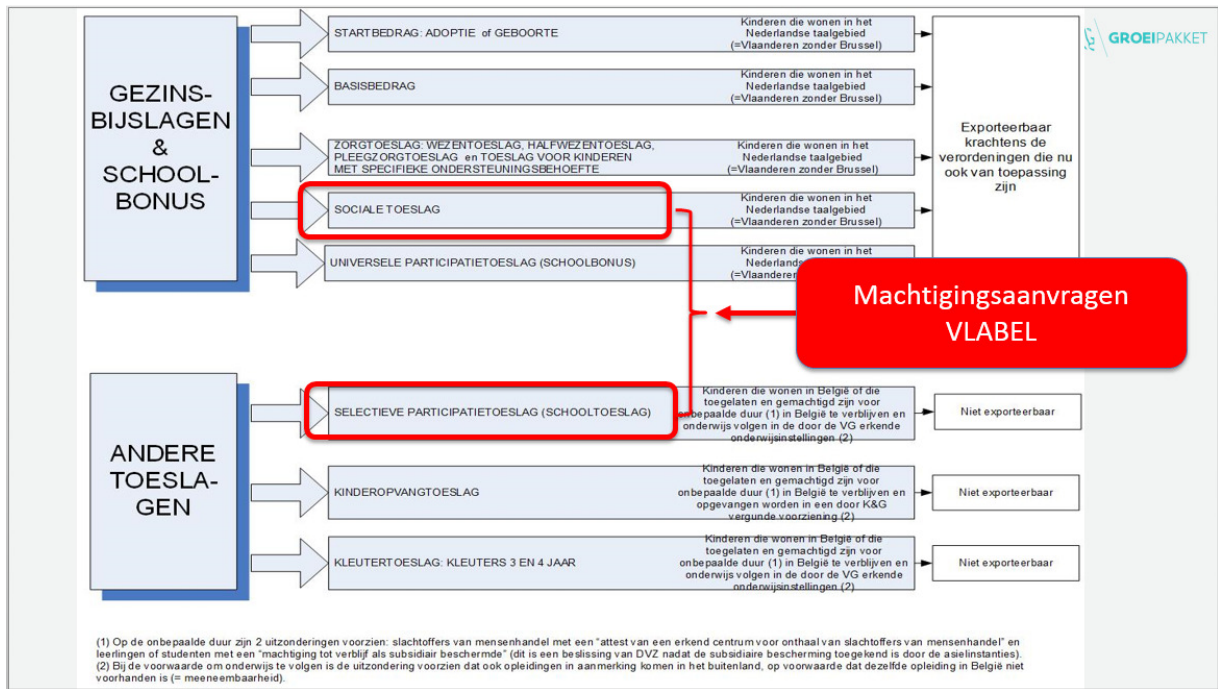 GROEIPAKKET
GEZINS-
BIJSLAGEN
&
SCHOOL-
BONUS
STARTBEDRAG: ADOPTIE of GEBOORTE
Kinderen die wonen in het
Nederlandse taalgebied
(=Vlaanderen zonder Brussel)
BASISBEDRAG
Kinderen die wonen in het
Nederlandse taalgebied
(=Vlaanderen zonder Brussel)
ZORGTOESLAG: WEZENTOESLAG, HALFWEZENTOESLAG,
PLEEGZORGTOESLAG en TOESLAG VOOR KINDEREN
MET SPECIFIEKE ONDERSTEUNINGSBEHOEFTE
Kinderen die wonen in het
Nederlandse taalgebied
(=Vlaanderen zonder Brussel)
SOCIALE TOESLAG
Kinderen die wonen in het
Nederlandse taalgebied
(=Vlaanderen zonder Brussel)
UNIVERSELE PARTICIPATIETOESLAG (SCHOOLBONUS)
Kinderen die wonen in het
(=Vlaanderen
Exporteerbaar
krachtens de
verordeningen die nu
ook van toepassing
zijn
Machtigingsaanvragen
VLABEL
ANDERE
TOESLA-
GEN
SELECTIEVE PARTICIPATIETOESLAG (SCHOOLTOESLAG)
Kinderen die wonen in België of die
toegelaten en gemachtigd zijn voor
onbepaalde duur (1) in België te verblijven en
onderwijs volgen in de door de VG erkende
onderwijsinstellingen (2)
Niet exporteerbaar
KINDEROPVANGTOESLAG
Kinderen die wonen in België of die
toegelaten en gemachtigd zijn voor
onbepaalde duur (1) in België te verblijven en
opgevangen worden in een door K&G
vergunde voorziening (2)
Niet exporteerbaar
KLEUTERTOESLAG: KLEUTERS 3 EN 4 JAAR
Kinderen die wonen in België of die
toegelaten en gemachtigd zijn voor
onbepaalde duur (1) in België te verblijven en
onderwijs volgen in de door de VG erkende
onderwijsinstellingen (2)
Niet exporteerbaar
(1) Op de onbepaalde duur zijn 2 uitzonderingen voorzien: slachtoffers van mensenhandel met een "attest van een erkend centrum voor onthaal van slachtoffers van mensenhandel" en
leerlingen of studenten met een "machtiging tot verblijf als subsidiair beschermde" (dit is een beslissing van DVZ nadat de subsidiaire bescherming toegekend is door de asielinstanties).
(2) Bij de voorwaarde om onderwijs te volgen is de uitzondering voorzien dat ook opleidingen in aanmerking komen in het buitenland, op voorwaarde dat dezelfde opleiding in België niet
voorhanden is (= meeneembaarheid).